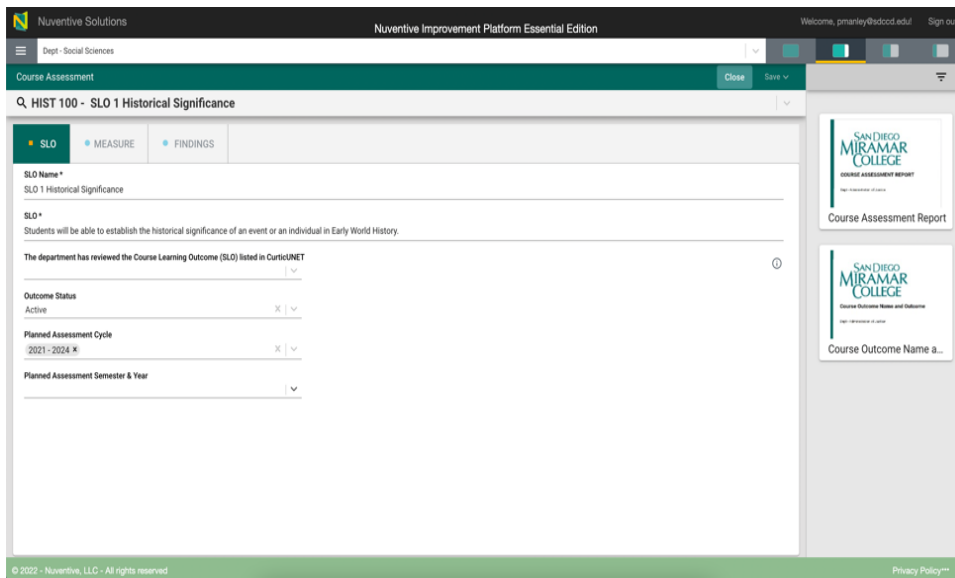 Nuventive Solutions
Nuventive Improvement Platform Essential Edition
Welcome, pmanley@sdccd.edu!
Sign ou
Dept - Social Sciences
Course Assessment
Close
Save
HIST 100 - SLO 1 Historical Significance
SLO
MEASURE
FINDINGS
SLO Name *
SLO 1 Historical Significance
SLO *
Students will be able to establish the historical significance of an event or an individual in Early World History.
The department has reviewed the Course Learning Outcome (SLO) listed in CurticUNET
Outcome Status
Active
Planned Assessment Cycle
2021 - 2024
Planned Assessment Semester & Year
SAN DIEGO
MIRAMAR
COLLEGE
COURSE ASSESSMENT REPORT
Course Assessment Report
SAN DIEGO
MIRAMAR
COLLEGE
Course Outcome Name and Outcome
Course Outcome Name a...
© 2022 - Nuventive, LLC - All rights reserved
Privacy Policy